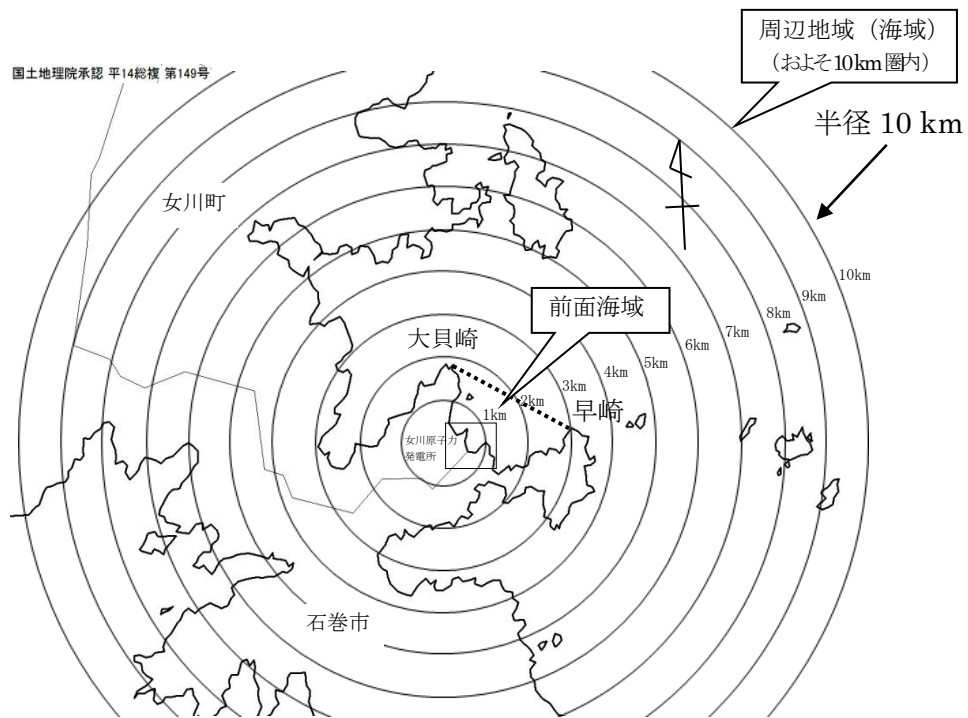 周辺地域（海域）
（およそ10km圏内）
国土地理院承認 平14総複 第149号
半径 10 km
女川町
10km
前面海域
9km
8km
大貝崎
7km
6km
5km
4km
3km
2km
早崎
1km
女川原子力
発電所
石巻市